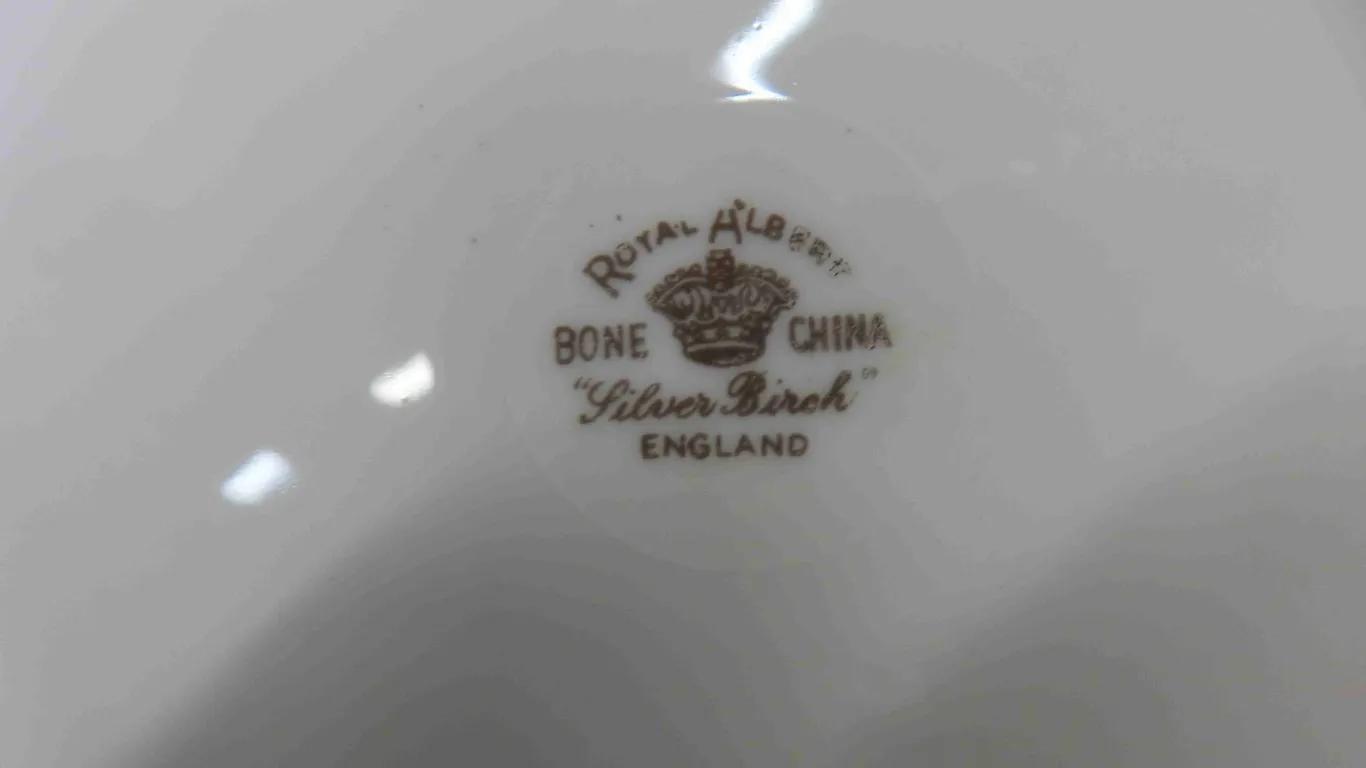 ROYAL ALBERT
BONE CHINA
"Silver Birch"
ENGLAND